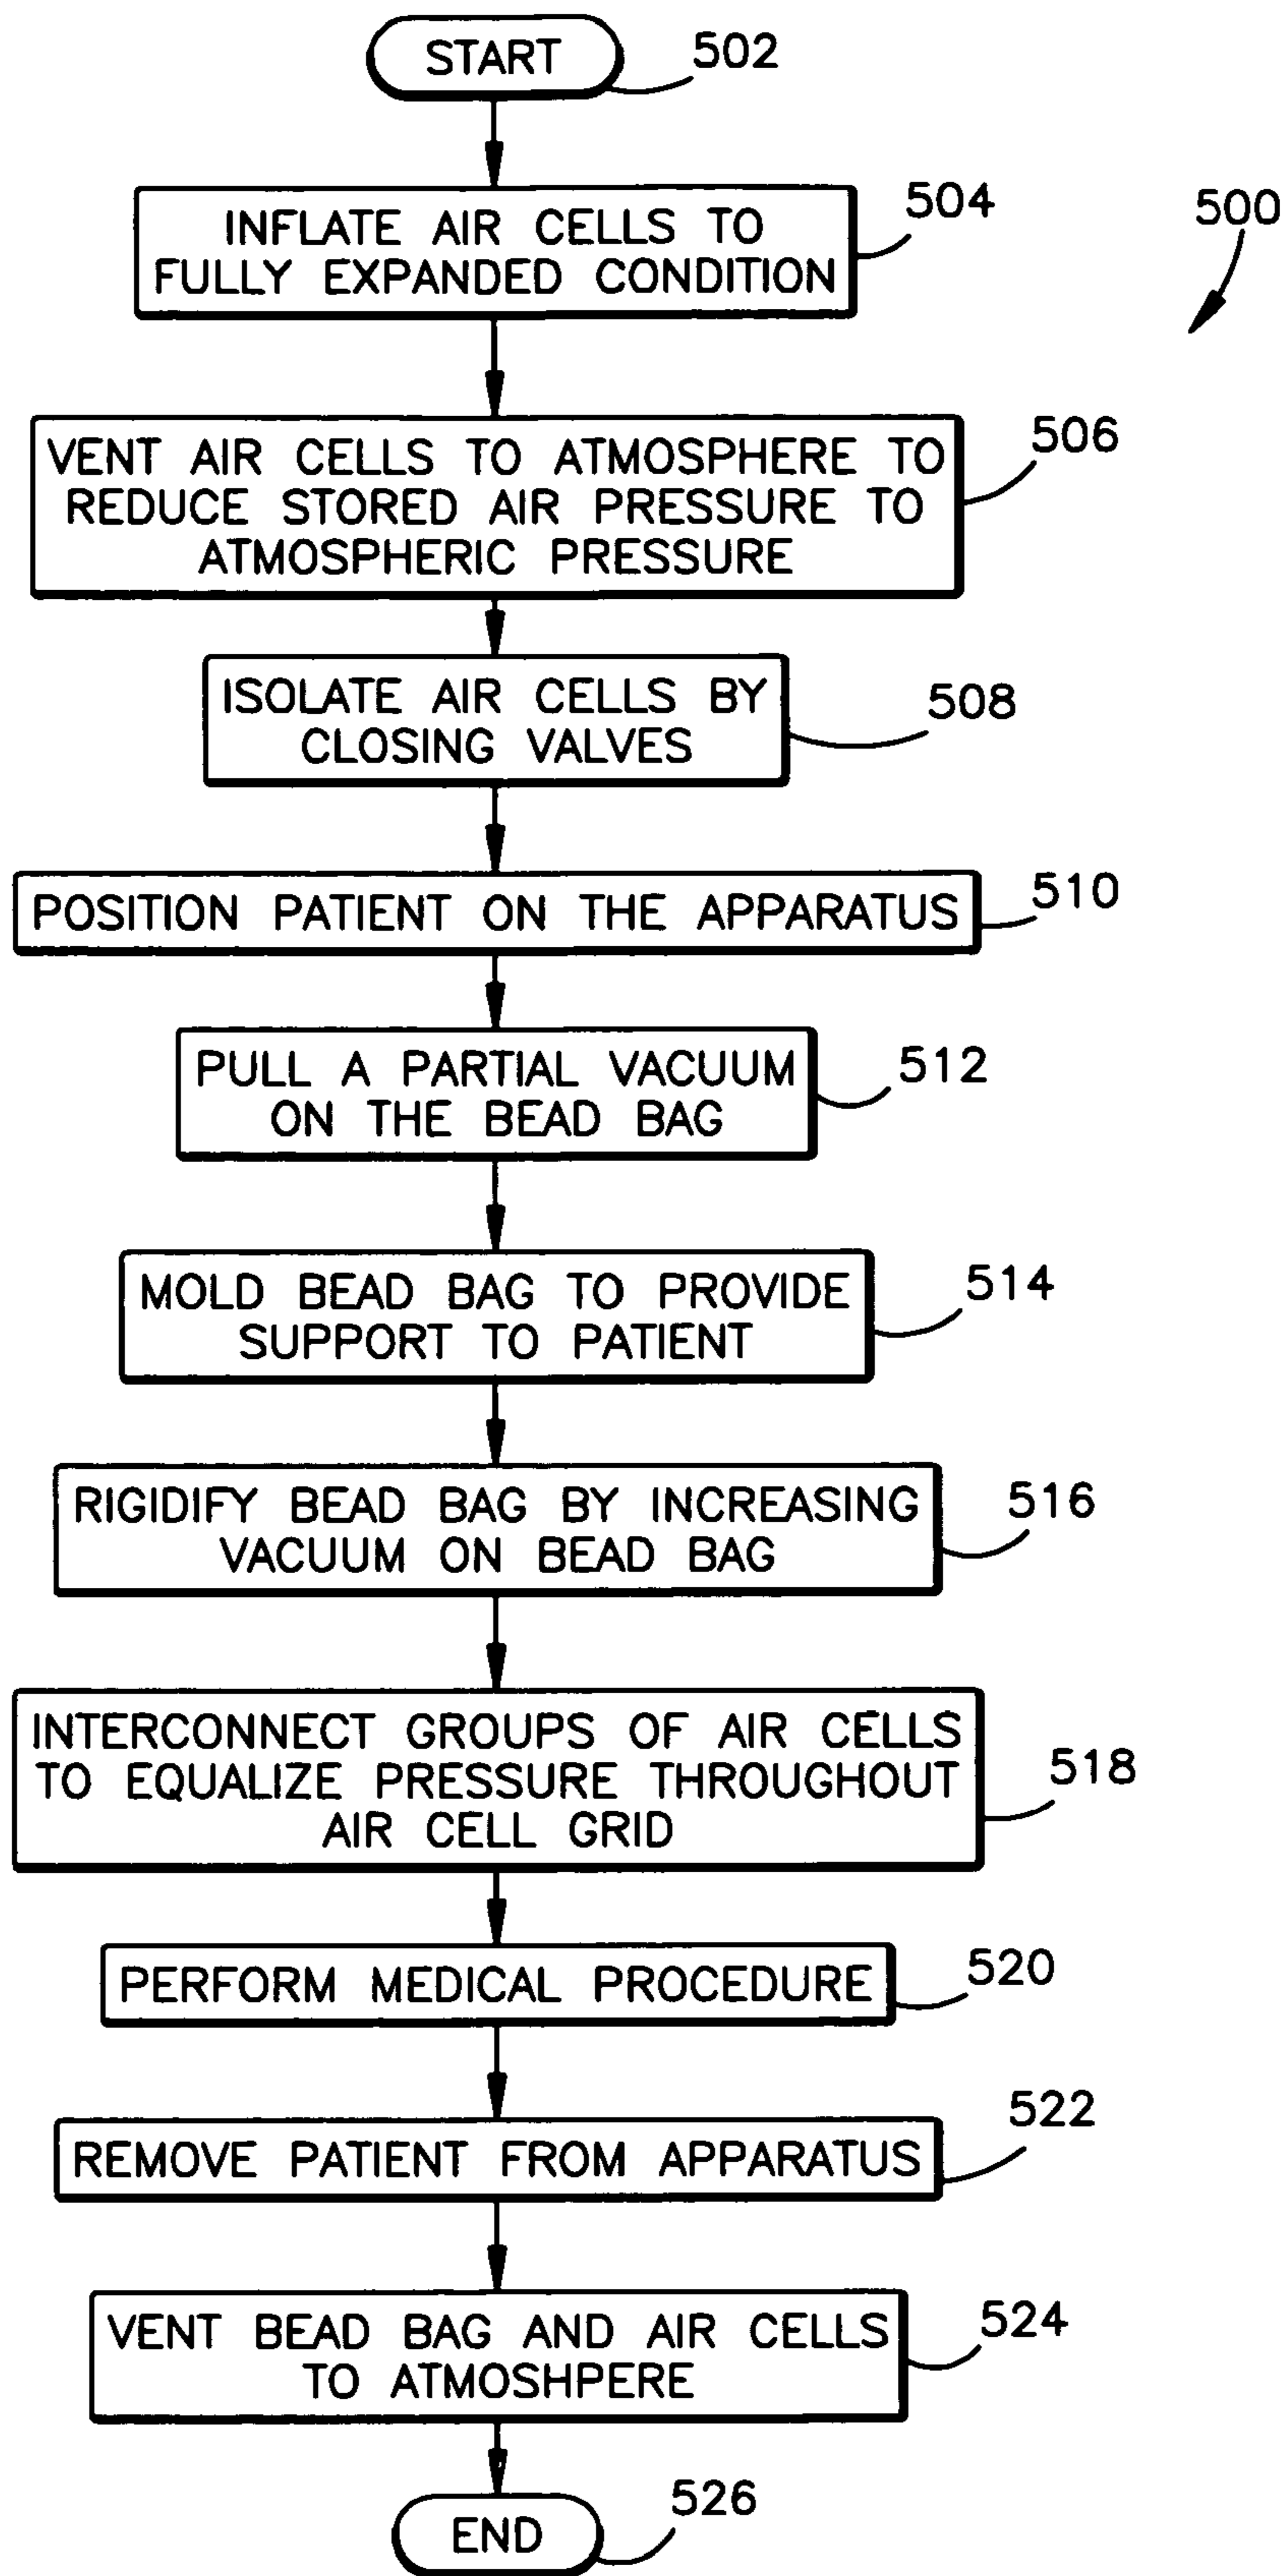 START
502
500
INFLATE AIR CELLS TO
FULLY EXPANDED CONDITION
504
VENT AIR CELLS TO ATMOSPHERE TO
REDUCE STORED AIR PRESSURE TO
ATMOSPHERIC PRESSURE
506
ISOLATE AIR CELLS BY
CLOSING VALVES
508
POSITION PATIENT ON THE APPARATUS
510
PULL A PARTIAL VACUUM
ON THE BEAD BAG
512
MOLD BEAD BAG TO PROVIDE
SUPPORT TO PATIENT
514
RIGIDIFY BEAD BAG BY INCREASING
VACUUM ON BEAD BAG
516
INTERCONNECT GROUPS OF AIR CELLS
TO EQUALIZE PRESSURE THROUGHOUT
AIR CELL GRID
518
PERFORM MEDICAL PROCEDURE
520
REMOVE PATIENT FROM APPARATUS
522
VENT BEAD BAG AND AIR CELLS
TO ATMOSHPERE
524
END
526